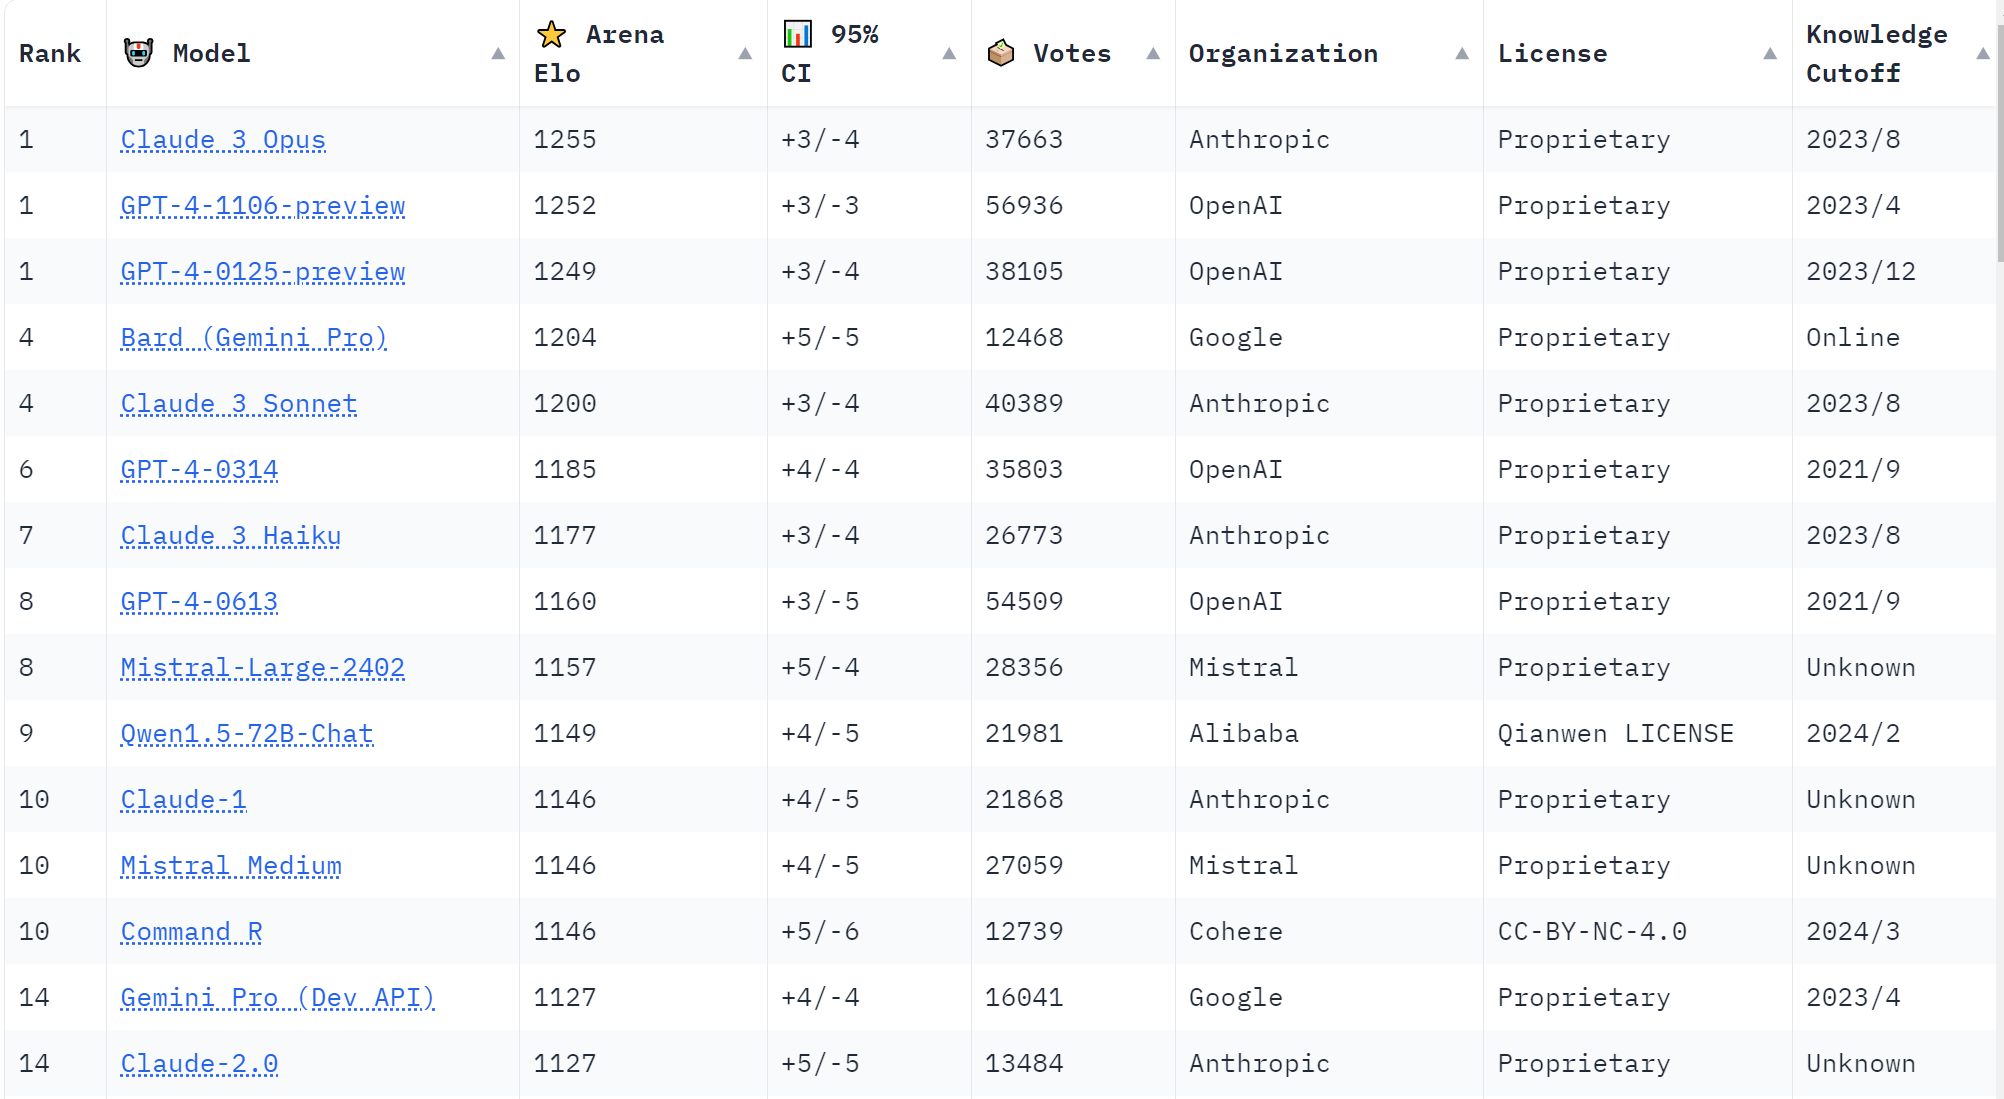 Rank 🤖 Model ▲ ⭐ Arena Elo ▲ 📊 95% CI ▲ 🗳️ Votes ▲ Organization ▲ License ▲ Knowledge Cutoff ▲
1 Claude 3 Opus 1255 +3/-4 37663 Anthropic Proprietary 2023/8
1 GPT-4-1106-preview 1252 +3/-3 56936 OpenAI Proprietary 2023/4
1 GPT-4-0125-preview 1249 +3/-4 38105 OpenAI Proprietary 2023/12
4 Bard (Gemini Pro) 1204 +5/-5 12468 Google Proprietary Online
4 Claude 3 Sonnet 1200 +3/-4 40389 Anthropic Proprietary 2023/8
6 GPT-4-0314 1185 +4/-4 35803 OpenAI Proprietary 2021/9
7 Claude 3 Haiku 1177 +3/-4 26773 Anthropic Proprietary 2023/8
8 GPT-4-0613 1160 +3/-5 54509 OpenAI Proprietary 2021/9
8 Mistral-Large-2402 1157 +5/-4 28356 Mistral Proprietary Unknown
9 Qwen1.5-72B-Chat 1149 +4/-5 21981 Alibaba Qianwen LICENSE 2024/2
10 Claude-1 1146 +4/-5 21868 Anthropic Proprietary Unknown
10 Mistral Medium 1146 +4/-5 27059 Mistral Proprietary Unknown
10 Command R 1146 +5/-6 12739 Cohere CC-BY-NC-4.0 2024/3
14 Gemini Pro (Dev API) 1127 +4/-4 16041 Google Proprietary 2023/4
14 Claude-2.0 1127 +5/-5 13484 Anthropic Proprietary Unknown